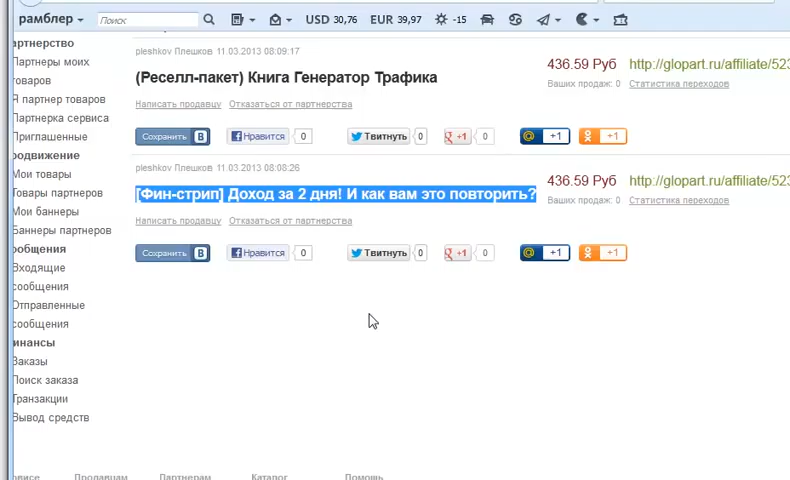 рамблер Поиск USD 30,76 EUR 39,97 -15
артнерство
Партнеры моих
товаров
Я партнер товаров
Партнерка сервиса
Приглашенные
родвижение
Мои товары
Товары партнеров
Мои баннеры
Баннеры партнеров
ообщения
Входящие
сообщения
Отправленные
сообщения
инансы
Заказы
Поиск заказа
Транзакции
Вывод средств
pleshkov Плешков 11.03.2013 08:09:17
(Реселл-пакет) Книга Генератор Трафика
436.59 Руб http://glopart.ru/affiliate/523
Ваших продаж: 0 Статистика переходов
Написать продавцу Отказаться от партнерства
Сохранить В Нравится 0 Твитнуть 0 g +1 0 @ +1 +1
pleshkov Плешков 11.03.2013 08:08:26
[Фин-стрип] Доход за 2 дня! И как вам это повторить?
436.59 Руб http://glopart.ru/affiliate/523
Ваших продаж: 0 Статистика переходов
Написать продавцу Отказаться от партнерства
Сохранить В Нравится 0 Твитнуть 0 g +1 0 @ +1 +1
рвисе Продавцам Партнерам Каталог Помощь